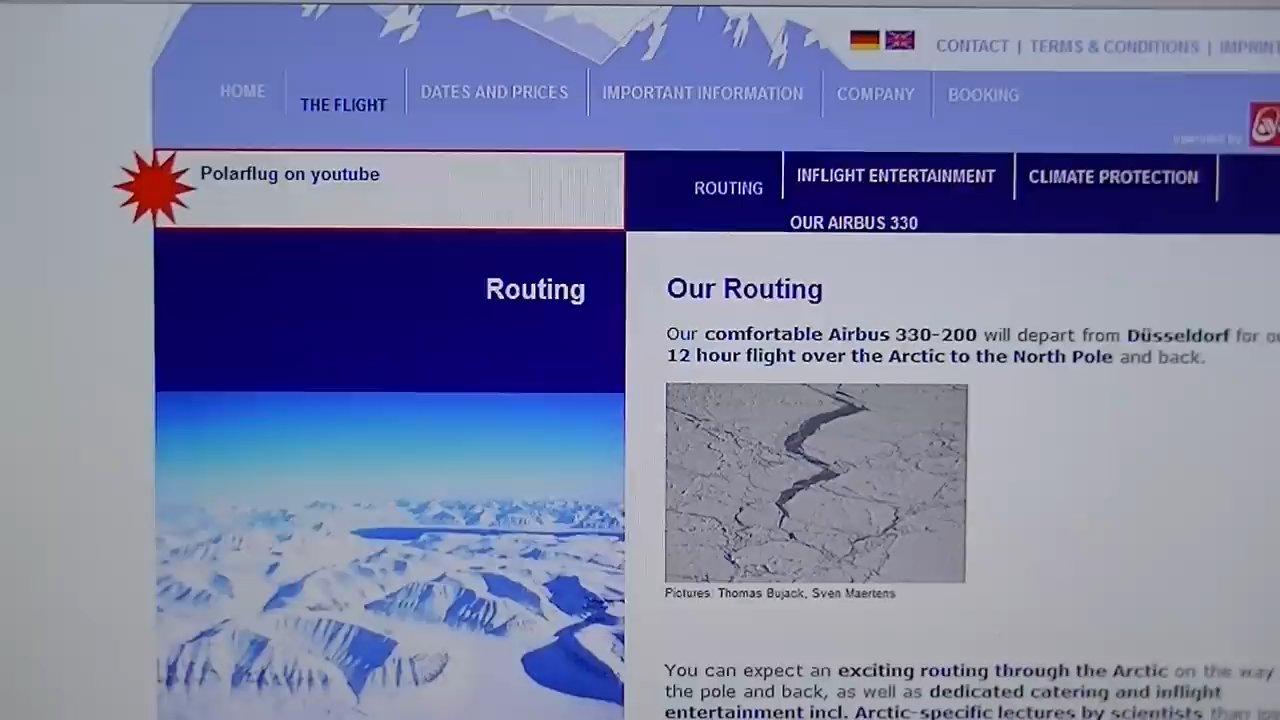 CONTACT | TERMS & CONDITIONS | IMPRINT
HOME
THE FLIGHT
DATES AND PRICES
IMPORTANT INFORMATION
COMPANY
BOOKING
operated by
Polarflug on youtube
ROUTING
INFLIGHT ENTERTAINMENT
CLIMATE PROTECTION
OUR AIRBUS 330
Routing
Our Routing
Our comfortable Airbus 330-200 will depart from Düsseldorf for
12 hour flight over the Arctic to the North Pole and back.
Pictures: Thomas Bujack, Sven Maertens
You can expect an exciting routing through the Arctic on the way
the pole and back, as well as dedicated catering and inflight
entertainment incl. Arctic-specific lectures by scientists